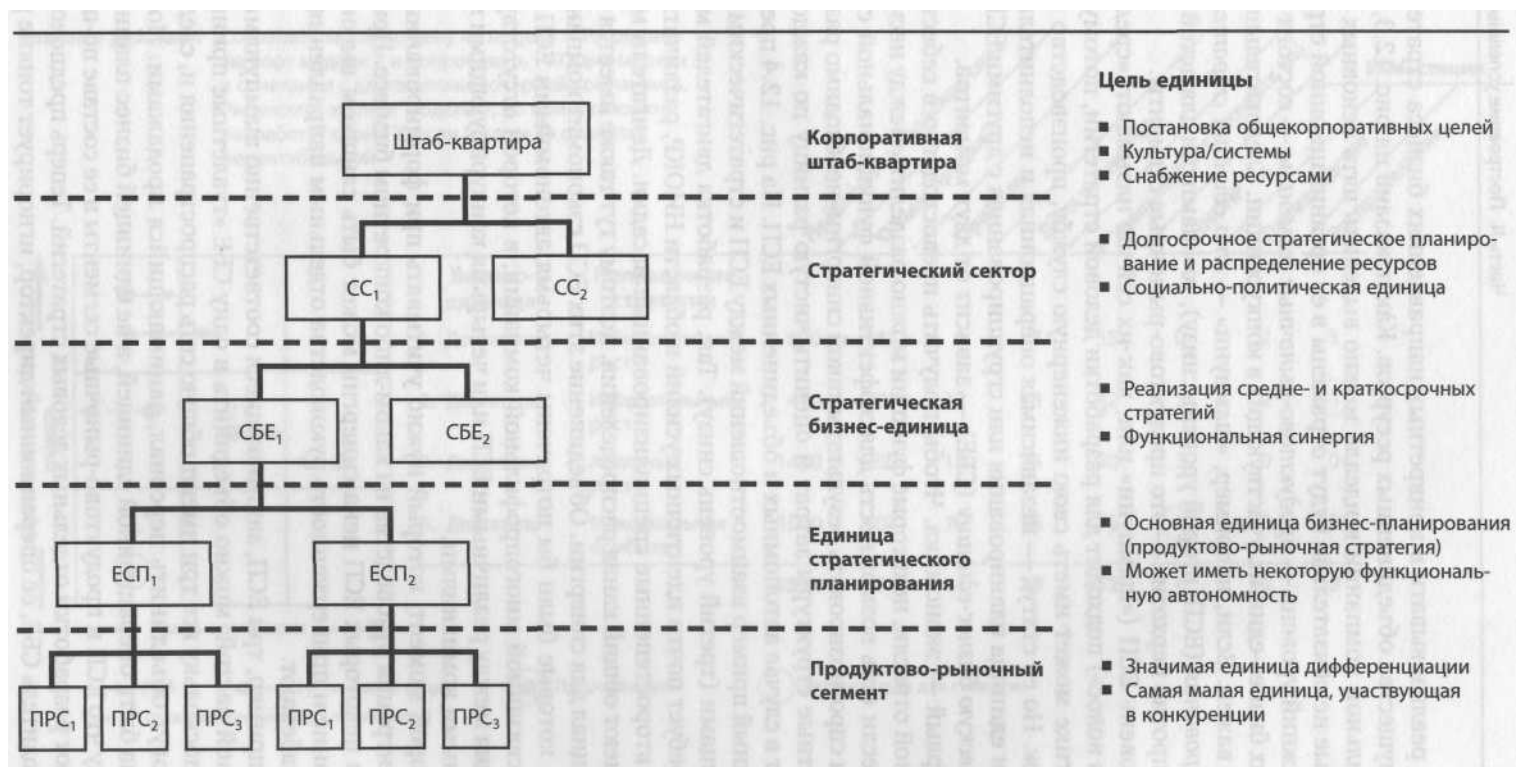 Цель единицы
Штаб-квартира
Корпоративная
штаб-квартира
■ Постановка общекорпоративных целей
■ Культура/системы
■ Снабжение ресурсами
СС₁
СС₂
Стратегический сектор
■ Долгосрочное стратегическое планиро-
вание и распределение ресурсов
■ Социально-политическая единица
СБЕ₁
СБЕ₂
Стратегическая
бизнес-единица
■ Реализация средне- и краткосрочных
стратегий
■ Функциональная синергия
ЕСП₁
ЕСП₂
Единица
стратегического
планирования
■ Основная единица бизнес-планирования
(продуктово-рыночная стратегия)
■ Может иметь некоторую функциональ-
ную автономность
ПРС₁
ПРС₂
ПРС₃
ПРС₁
ПРС₂
ПРС₃
Продуктово-рыночный
сегмент
■ Значимая единица дифференциации
■ Самая малая единица, участвующая
в конкуренции